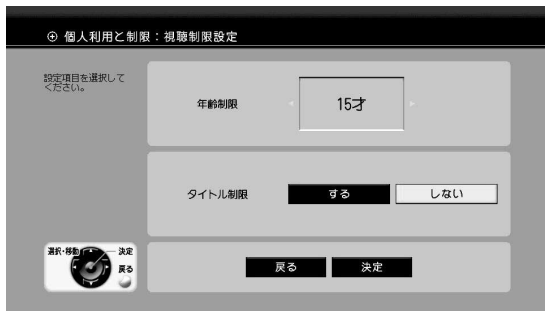 ⊕ 個人利用と制限：視聴制限設定
設定項目を選択して
ください。
年齢制限
15才
タイトル制限
する
しない
選択・移動
決定
戻る
戻る
決定